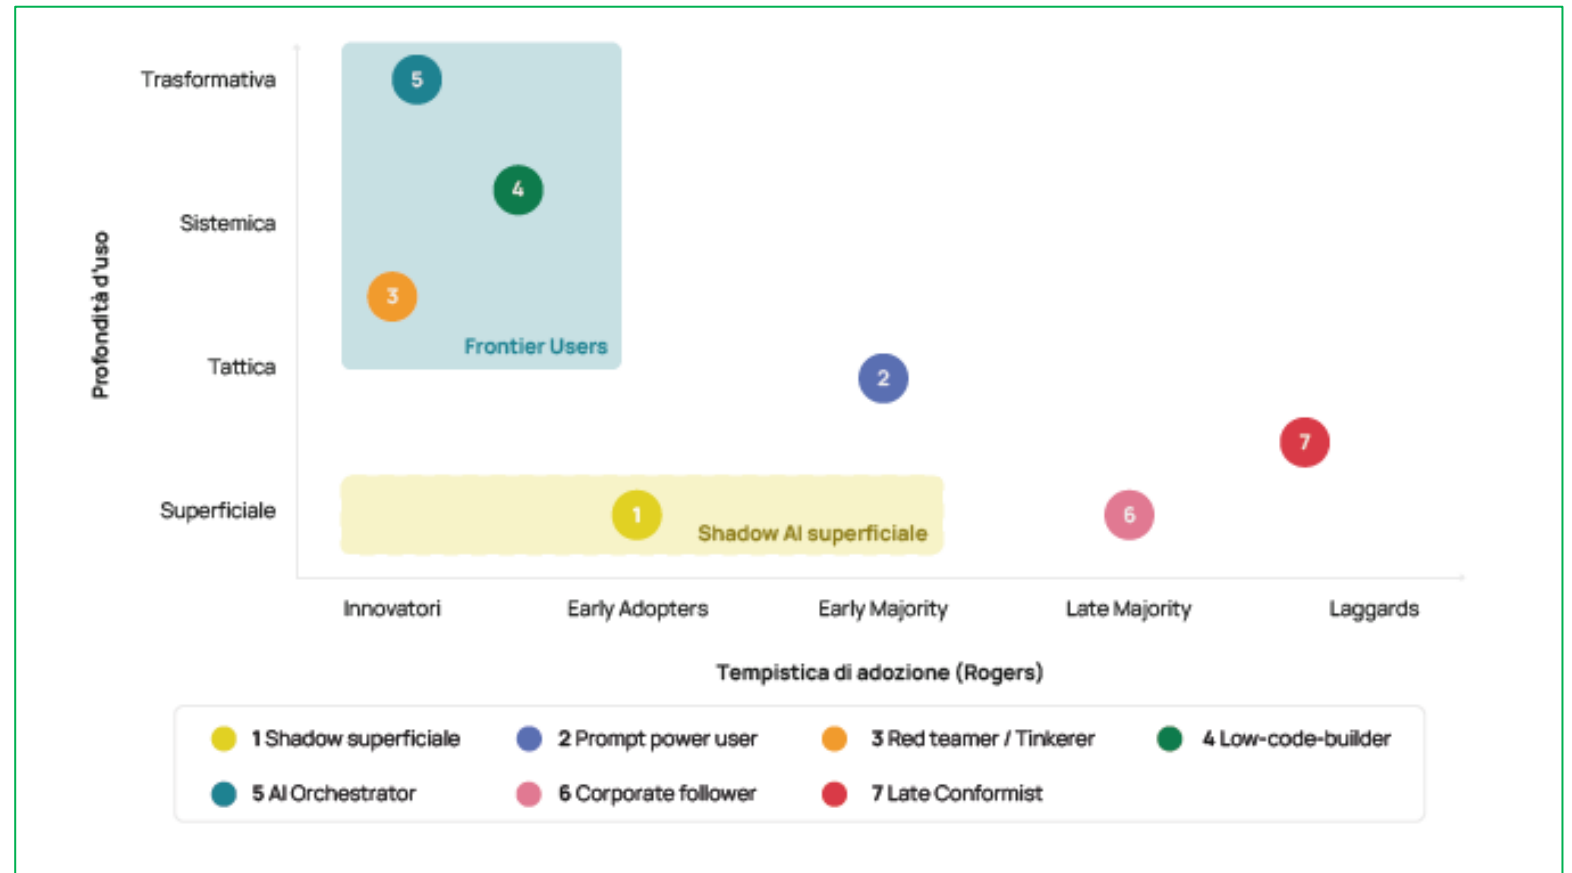 Trasformativa
5
4
Sistemica
Profondità d'uso
3
Frontier Users
Tattica
2
7
Superficiale
1
Shadow AI superficiale
6
Innovatori
Early Adopters
Early Majority
Late Majority
Laggards
Tempistica di adozione (Rogers)
1 Shadow superficiale
2 Prompt power user
3 Red teamer / Tinkerer
4 Low-code-builder
5 AI Orchestrator
6 Corporate follower
7 Late Conformist